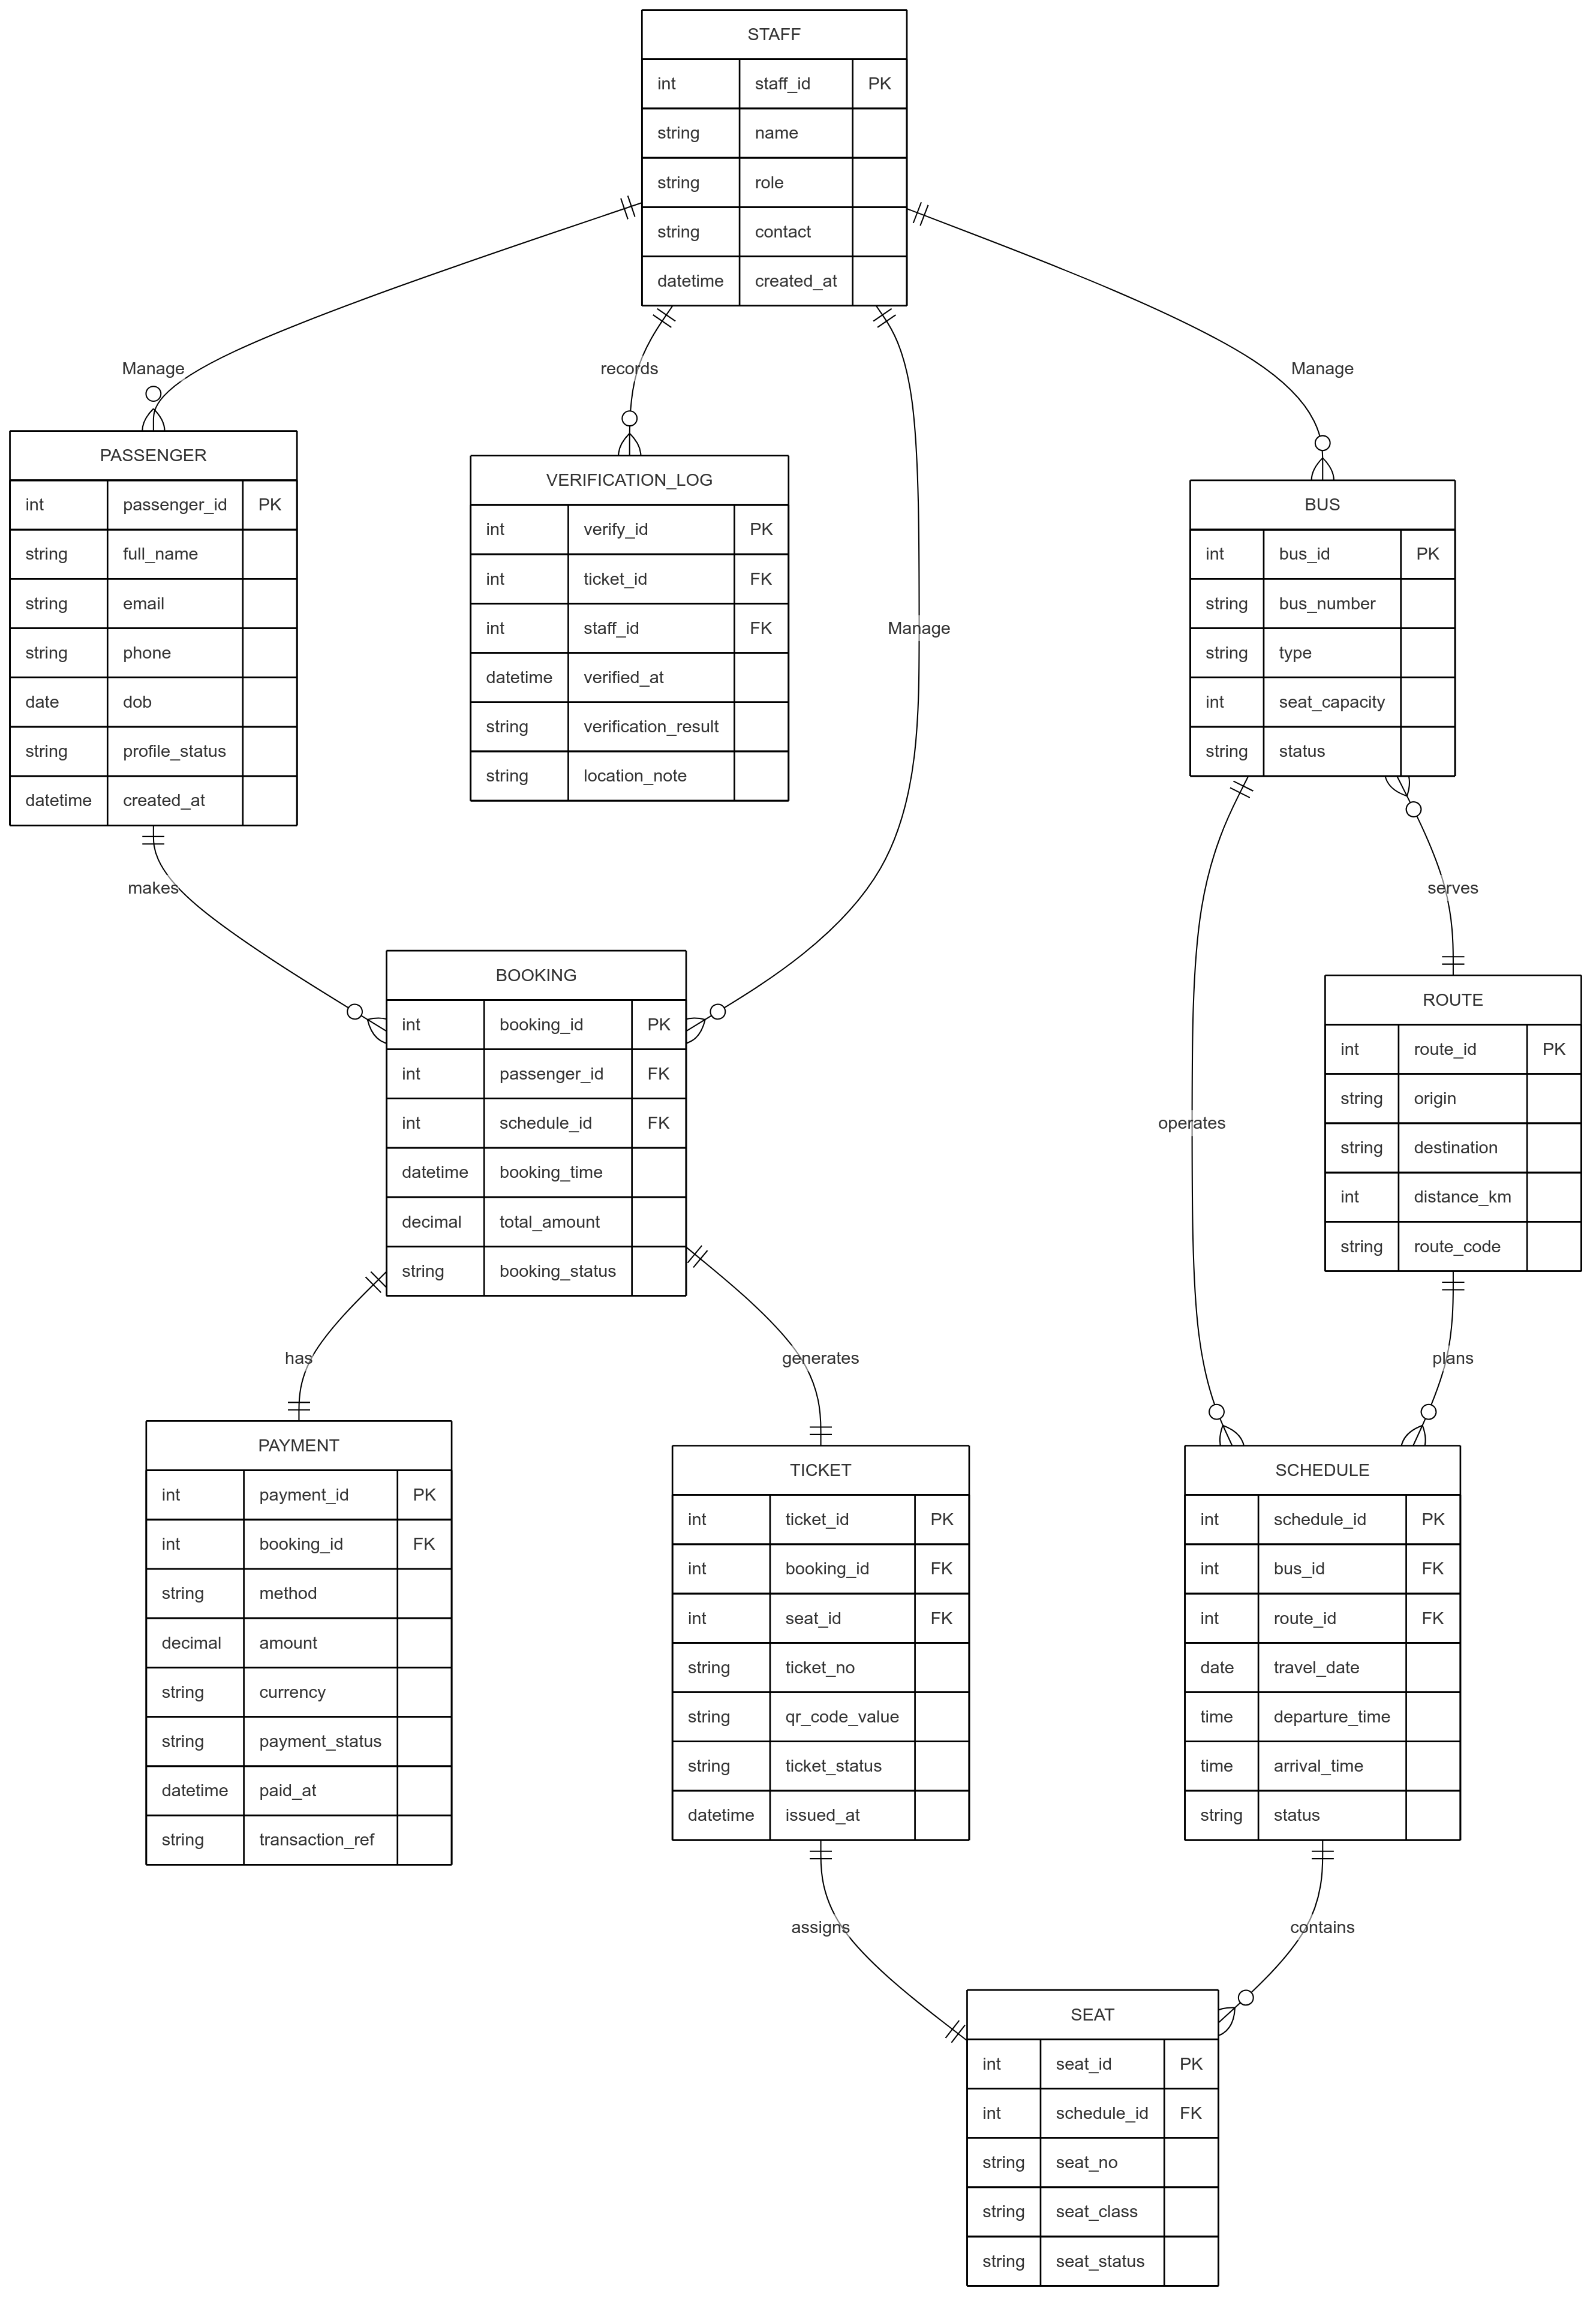 STAFF
int staff_id PK
string name
string role
string contact
datetime created_at
Manage
records
Manage
Manage
PASSENGER
int passenger_id PK
string full_name
string email
string phone
date dob
string profile_status
datetime created_at
VERIFICATION_LOG
int verify_id PK
int ticket_id FK
int staff_id FK
datetime verified_at
string verification_result
string location_note
BUS
int bus_id PK
string bus_number
string type
int seat_capacity
string status
makes
serves
BOOKING
int booking_id PK
int passenger_id FK
int schedule_id FK
datetime booking_time
decimal total_amount
string booking_status
operates
ROUTE
int route_id PK
string origin
string destination
int distance_km
string route_code
has
generates
plans
PAYMENT
int payment_id PK
int booking_id FK
string method
decimal amount
string currency
string payment_status
datetime paid_at
string transaction_ref
TICKET
int ticket_id PK
int booking_id FK
int seat_id FK
string ticket_no
string qr_code_value
string ticket_status
datetime issued_at
SCHEDULE
int schedule_id PK
int bus_id FK
int route_id FK
date travel_date
time departure_time
time arrival_time
string status
assigns
contains
SEAT
int seat_id PK
int schedule_id FK
string seat_no
string seat_class
string seat_status